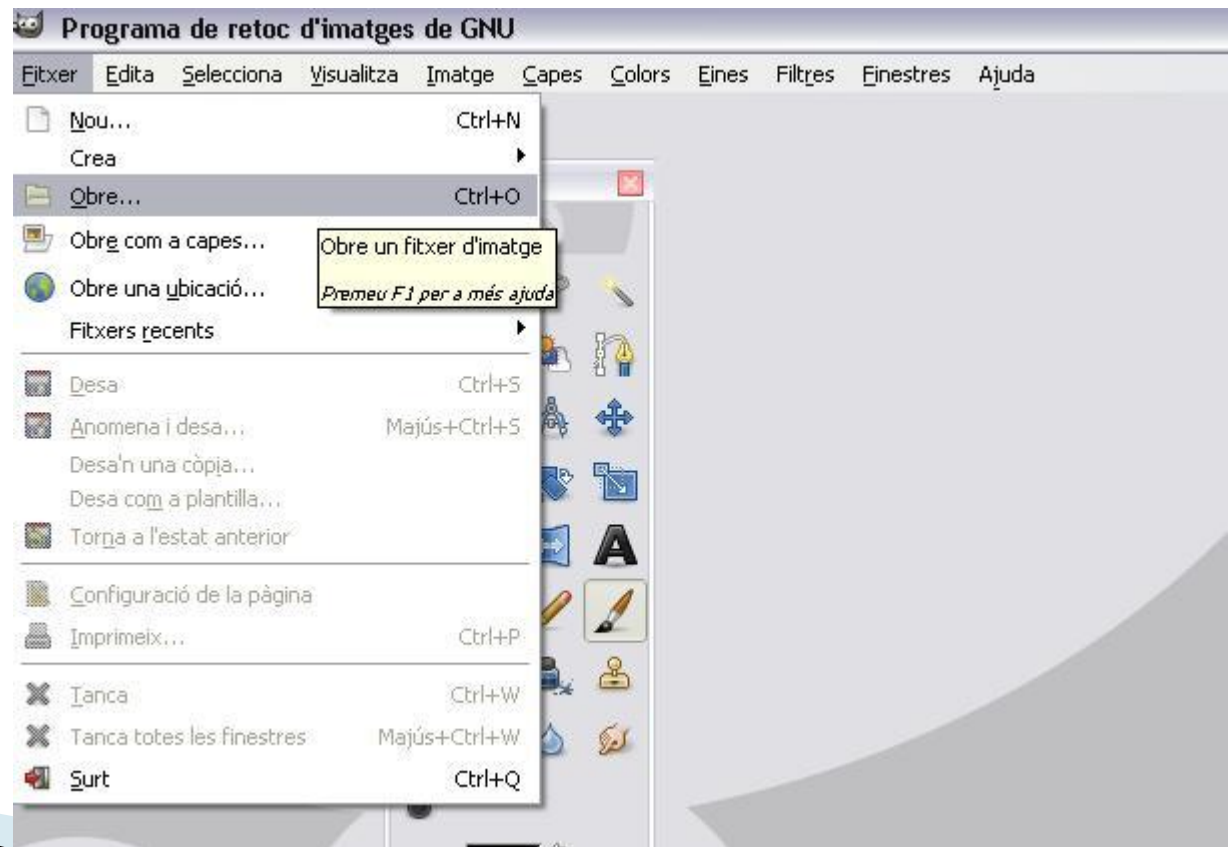 Programa de retoc d'imatges de GNU
Fitxer Edita Selecciona Visualitza Imatge Capes Colors Eines Filtres Finestres Ajuda
Nou... Ctrl+N
Crea
Obre... Ctrl+O
Obre com a capes...
Obre un fitxer d'imatge
Obre una ubicació...
Premeu F1 per a més ajuda
Fitxers recents
Desa Ctrl+S
Anomena i desa... Majús+Ctrl+S
Desa'n una còpia...
Desa com a plantilla...
Torna a l'estat anterior
Configuració de la pàgina
Imprimeix... Ctrl+P
Tanca Ctrl+W
Tanca totes les finestres Majús+Ctrl+W
Surt Ctrl+Q